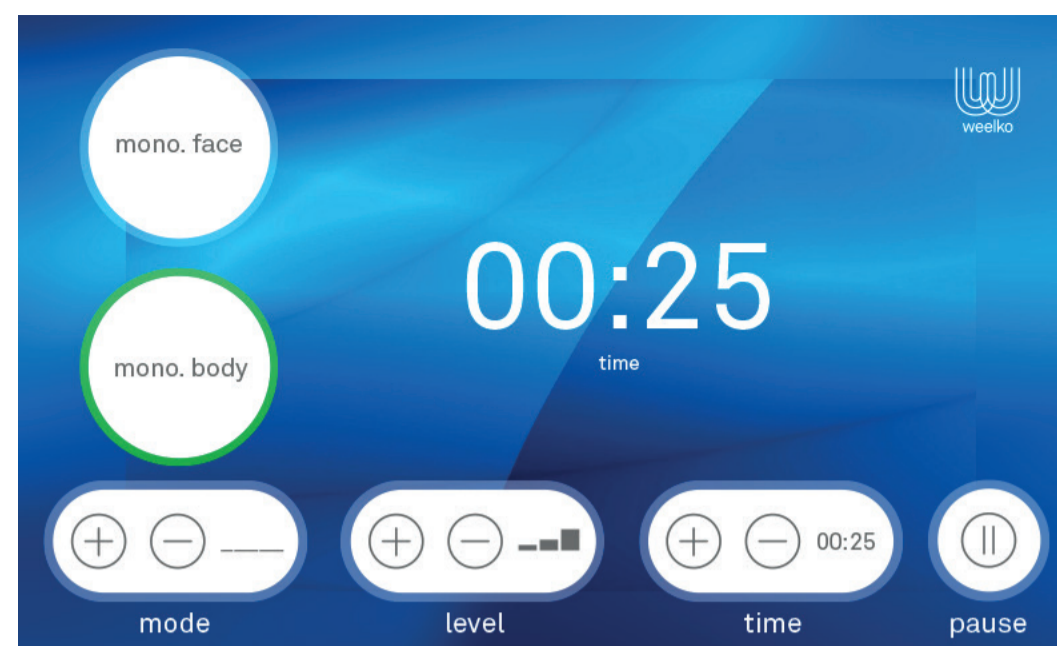 mono. face
weelko
00:25
time
mono. body
00:25
mode
level
time
pause